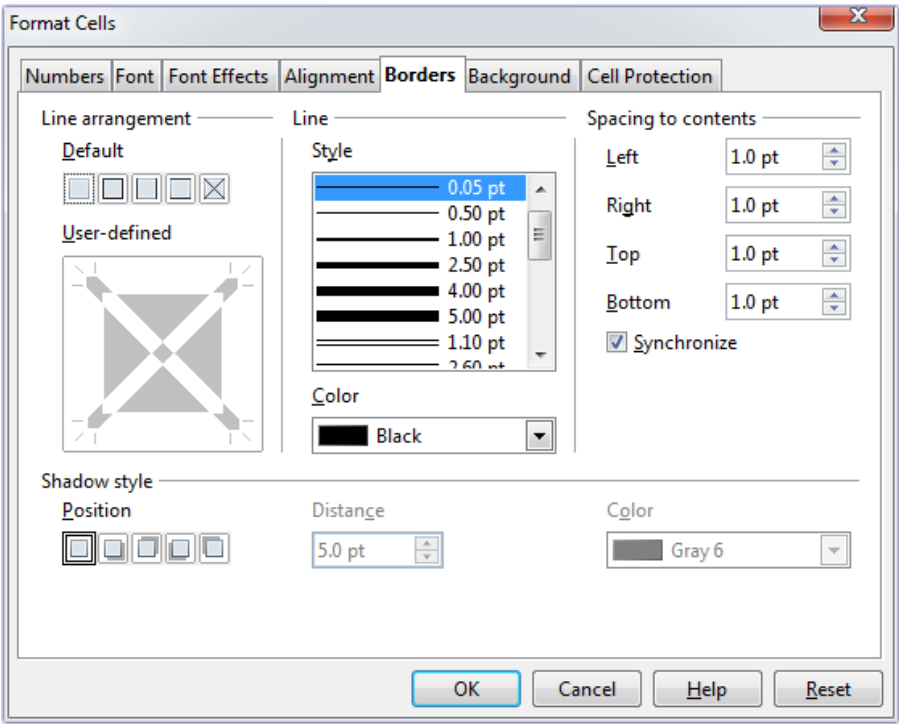 Format Cells
Numbers Font Font Effects Alignment Borders Background Cell Protection
Line arrangement
Default
User-defined
Line
Style
0.05 pt
0.50 pt
1.00 pt
2.50 pt
4.00 pt
5.00 pt
1.10 pt
2.60 pt
Color
Black
Spacing to contents
Left 1.0 pt
Right 1.0 pt
Top 1.0 pt
Bottom 1.0 pt
Synchronize
Shadow style
Position
Distance
5.0 pt
Color
Gray 6
OK Cancel Help Reset